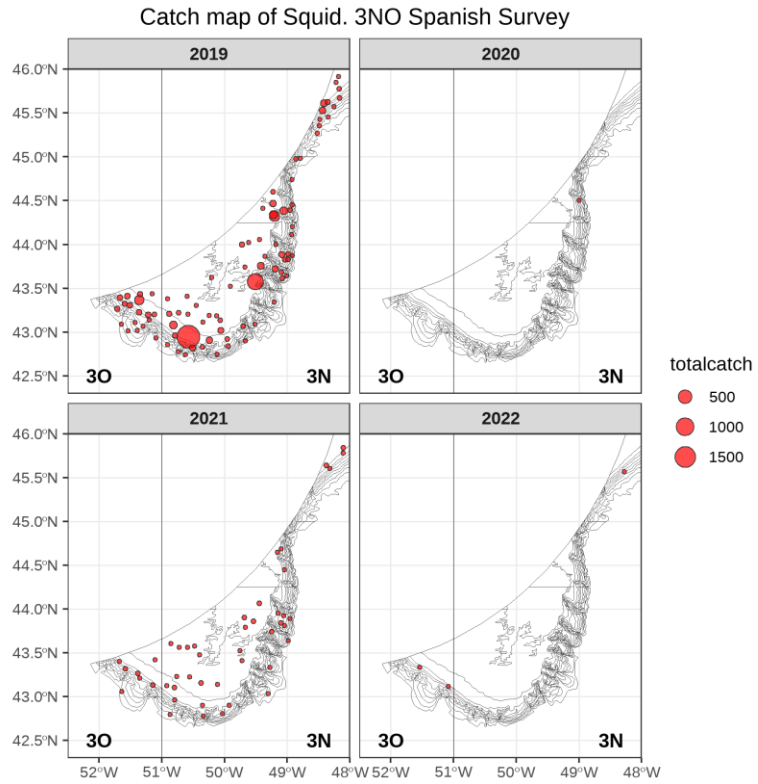 Catch map of Squid. 3NO Spanish Survey
2019
2020
46.0°N
45.5°N
45.0°N
44.5°N
44.0°N
43.5°N
43.0°N
42.5°N
3O 3N
3O 3N
totalcatch
500
1000
1500
2021
2022
46.0°N
45.5°N
45.0°N
44.5°N
44.0°N
43.5°N
43.0°N
42.5°N
3O 3N
3O 3N
52°W 51°W 50°W 49°W 48°W 52°W 51°W 50°W 49°W 48°W